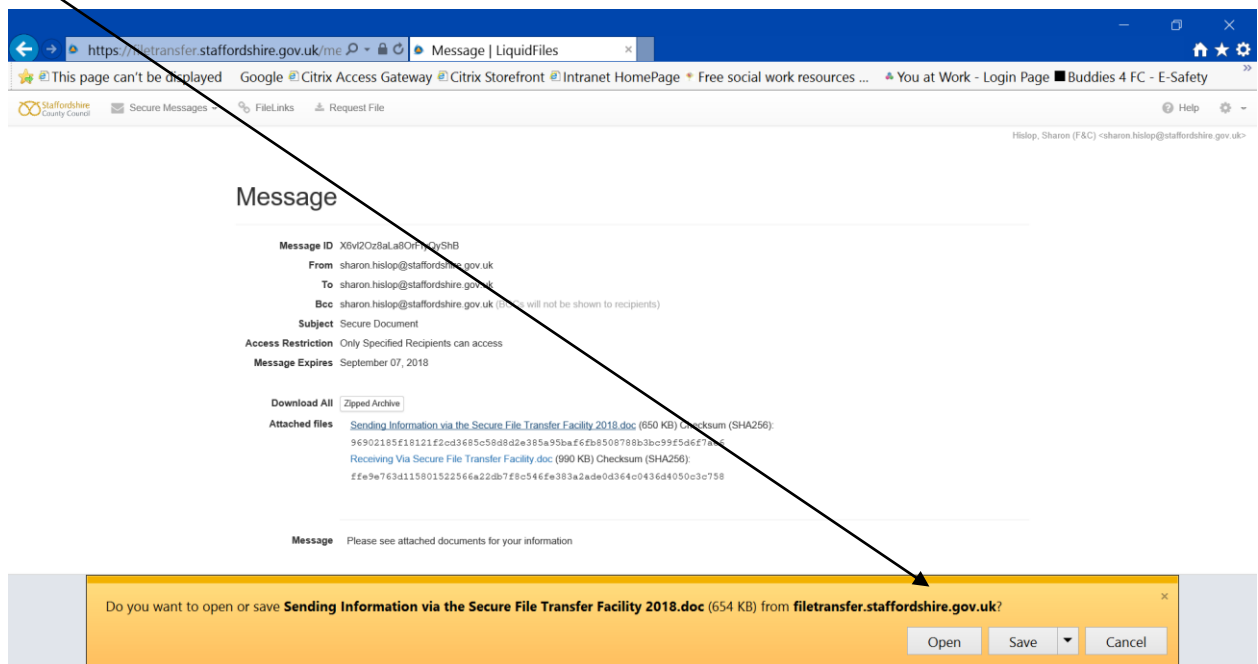 https://filetransfer.staffordshire.gov.uk/me Message | LiquidFiles
This page can't be displayed Google Citrix Access Gateway Citrix Storefront Intranet HomePage Free social work resources ... You at Work - Login Page Buddies 4 FC - E-Safety
Staffordshire County Council Secure Messages FileLinks Request File Help
Hislop, Sharon (F&C) <sharon.hislop@staffordshire.gov.uk>
Message
Message ID
From sharon.hislop@staffordshire.gov.uk
To sharon.hislop@staffordshire.gov.uk
Bcc sharon.hislop@staffordshire.gov.uk (BCCs will not be shown to recipients)
Subject Secure Document
Access Restriction Only Specified Recipients can access
Message Expires September 07, 2018
Download All Zipped Archive
Attached files Sending Information via the Secure File Transfer Facility 2018.doc (650 KB) Checksum (SHA256):
Receiving Via Secure File Transfer Facility.doc (990 KB) Checksum (SHA256):
ffe9e763d115801522566a22db7f8c546fe383a2ade0d364c0436d4050c3c758
Message Please see attached documents for your information
Do you want to open or save Sending Information via the Secure File Transfer Facility 2018.doc (654 KB) from filetransfer.staffordshire.gov.uk?
Open Save Cancel